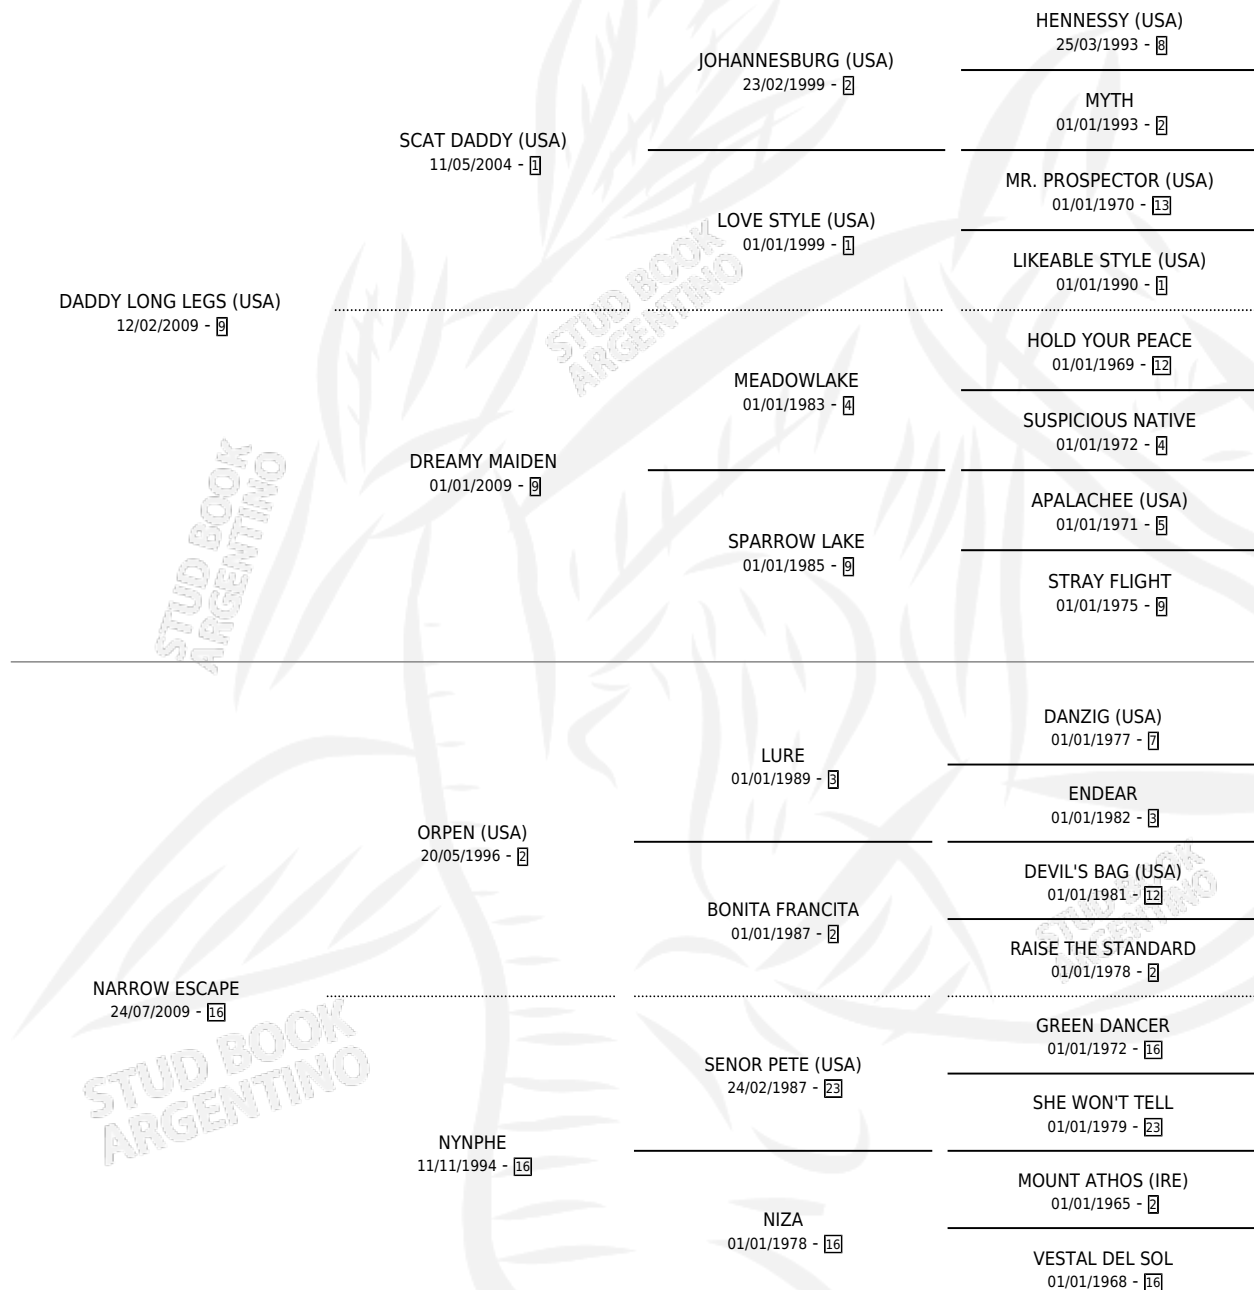 HENNESSY (USA)
25/03/1993 - 8
JOHANNESBURG (USA)
23/02/1999 - 2
MYTH
01/01/1993 - 2
SCAT DADDY (USA)
11/05/2004 - 1
MR. PROSPECTOR (USA)
01/01/1970 - 13
LOVE STYLE (USA)
01/01/1999 - 1
LIKEABLE STYLE (USA)
01/01/1990 - 1
DADDY LONG LEGS (USA)
12/02/2009 - 9
HOLD YOUR PEACE
01/01/1969 - 12
MEADOWLAKE
01/01/1983 - 4
SUSPICIOUS NATIVE
01/01/1972 - 4
DREAMY MAIDEN
01/01/2009 - 9
APALACHEE (USA)
01/01/1971 - 5
SPARROW LAKE
01/01/1985 - 9
STRAY FLIGHT
01/01/1975 - 9
STUD BOOK
ARGENTINO
STUD BOOK
ARGENTINO
DANZIG (USA)
01/01/1977 - 7
LURE
01/01/1989 - 3
ENDEAR
01/01/1982 - 3
ORPEN (USA)
20/05/1996 - 2
DEVIL'S BAG (USA)
01/01/1981 - 12
BONITA FRANCITA
01/01/1987 - 2
RAISE THE STANDARD
01/01/1978 - 2
NARROW ESCAPE
24/07/2009 - 16
GREEN DANCER
01/01/1972 - 16
SENOR PETE (USA)
24/02/1987 - 23
SHE WON'T TELL
01/01/1979 - 23
NYNPHE
11/11/1994 - 16
MOUNT ATHOS (IRE)
01/01/1965 - 2
NIZA
01/01/1978 - 16
VESTAL DEL SOL
01/01/1968 - 16
STUD BOOK
ARGENTINO
STUD BOOK
ARGENTINO